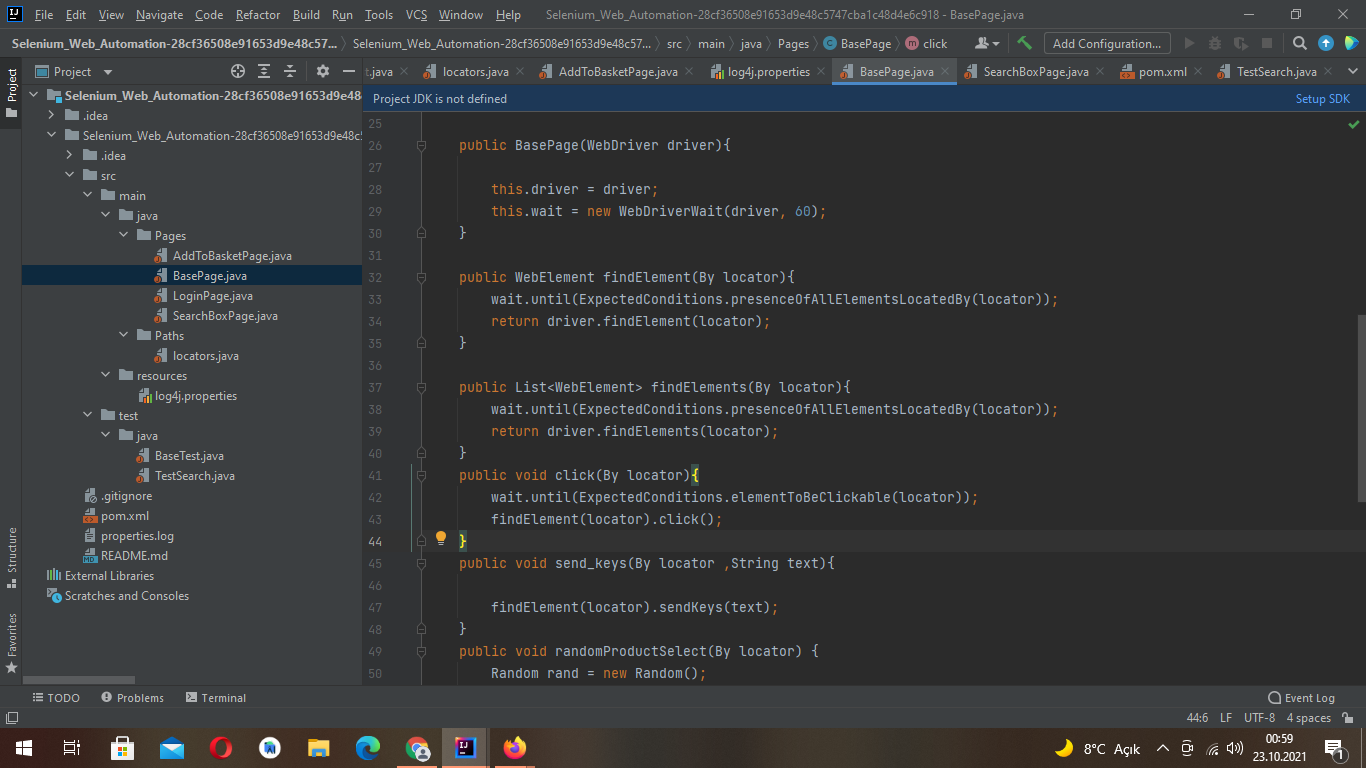 File Edit View Navigate Code Refactor Build Run Tools VCS Window Help Selenium_Web_Automation-28cf36508e91653d9e48c5747cba1c48d4e6c918 - BasePage.java
Selenium_Web_Automation-28cf36508e91653d9e48c57... Selenium_Web_Automation-28cf36508e91653d9e48c57... src main java Pages BasePage click Add Configuration...
Project t.java locators.java AddToBasketPage.java log4j.properties BasePage.java SearchBoxPage.java pom.xml TestSearch.java
Project
Structure
Favorites
Selenium_Web_Automation-28cf36508e91653d9e48
.idea
Selenium_Web_Automation-28cf36508e91653d9e48c:
.idea
src
main
java
Pages
AddToBasketPage.java
BasePage.java
LoginPage.java
SearchBoxPage.java
Paths
locators.java
resources
log4j.properties
test
java
BaseTest.java
TestSearch.java
.gitignore
pom.xml
properties.log
README.md
External Libraries
Scratches and Consoles
Project JDK is not defined Setup SDK
25
26 public BasePage(WebDriver driver){
27
28 this.driver = driver;
29 this.wait = new WebDriverWait(driver, 60);
30 }
31
32 public WebElement findElement(By locator){
33 wait.until(ExpectedConditions.presenceOfAllElementsLocatedBy(locator));
34 return driver.findElement(locator);
35 }
36
37 public List<WebElement> findElements(By locator){
38 wait.until(ExpectedConditions.presenceOfAllElementsLocatedBy(locator));
39 return driver.findElements(locator);
40 }
41 public void click(By locator){
42 wait.until(ExpectedConditions.elementToBeClickable(locator));
43 findElement(locator).click();
44 }
45 public void send_keys(By locator ,String text){
46
47 findElement(locator).sendKeys(text);
48 }
49 public void randomProductSelect(By locator) {
50 Random rand = new Random();
TODO Problems Terminal Event Log
44:6 LF UTF-8 4 spaces
8°C Açık 00:59
23.10.2021
1